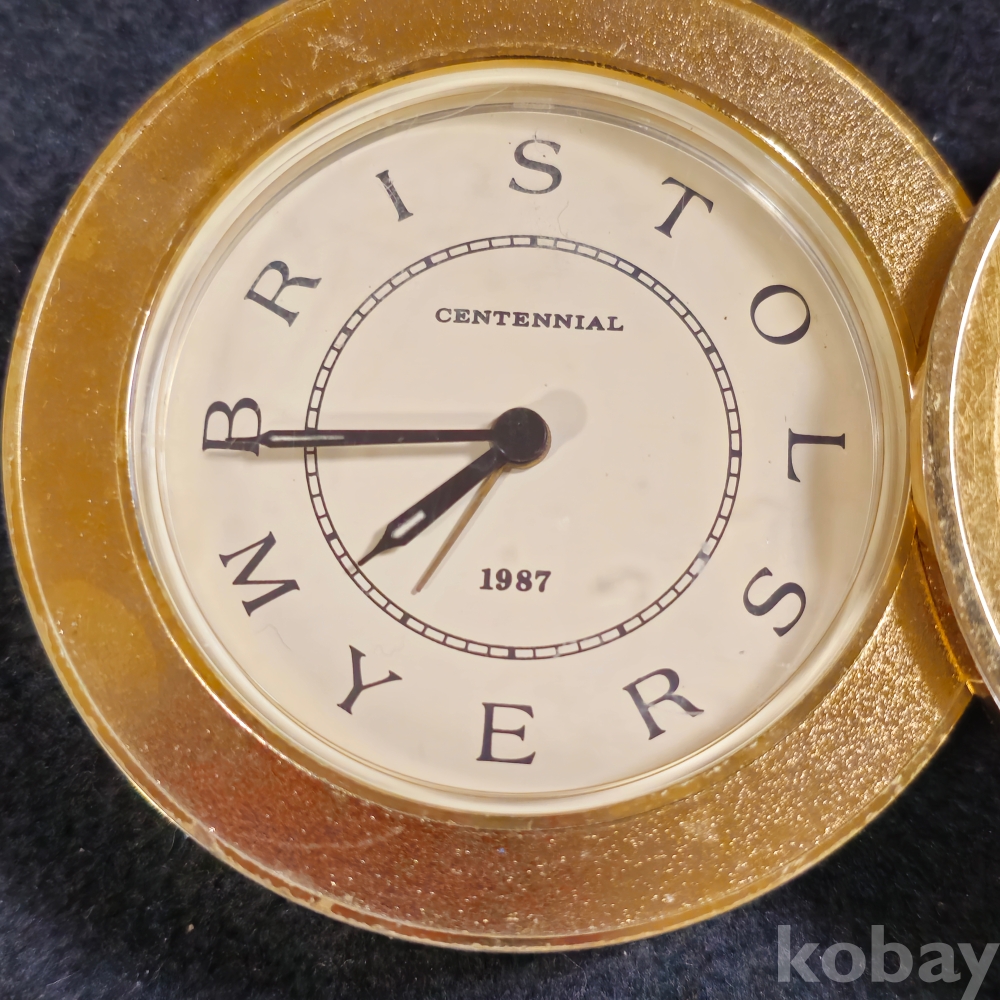 BRISTOL
MYERS
CENTENNIAL
1987
kobay